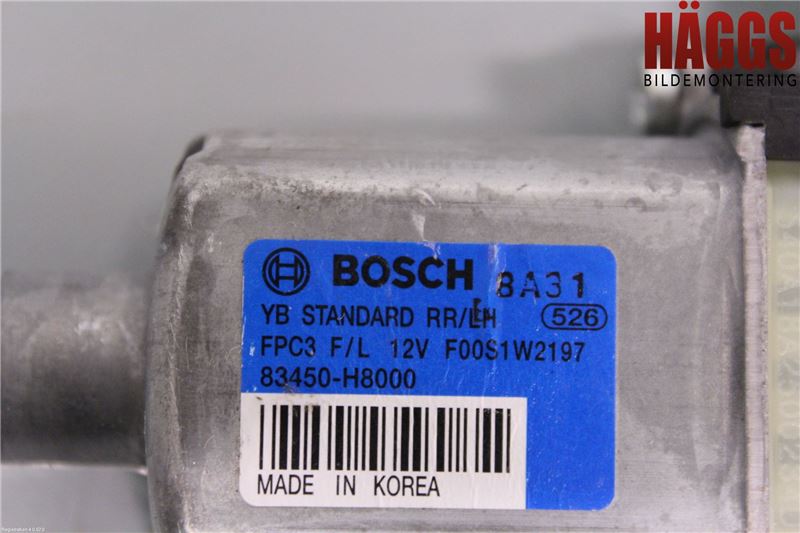 HÄGGS
BILDEMONTERING
BOSCH 8A31
YB STANDARD RR/LH 526
FPC3 F/L 12V F00S1W2197
83450-H8000
MADE IN KOREA